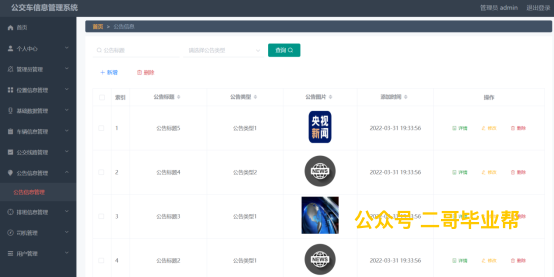 公交车信息管理系统
管理员 admin 退出登录
首页
首页 » 公告信息
个人中心
公告标题 请选择公告类型 查询
管理员管理
位置信息管理
+ 新增 删除
基础数据管理
索引 公告标题 公告类型 公告图片 添加时间 操作
车辆信息管理
1 公告标题5 公告类型1 央视新闻 2022-03-31 19:33:56 详情 修改 删除
公交线路管理
公告信息管理
2 公告标题4 公告类型2 NEWS 2022-03-31 19:33:56 详情 修改 删除
公告信息管理
排班信息管理
3 公告标题3 公告类型1 2022-03-31 19:33:56 详情 修改 删除
公众号 二哥毕业帮
司机管理
用户管理
4 公告标题2 公告类型1 NEWS 2022-03-31 19:33:56 详情 修改 删除